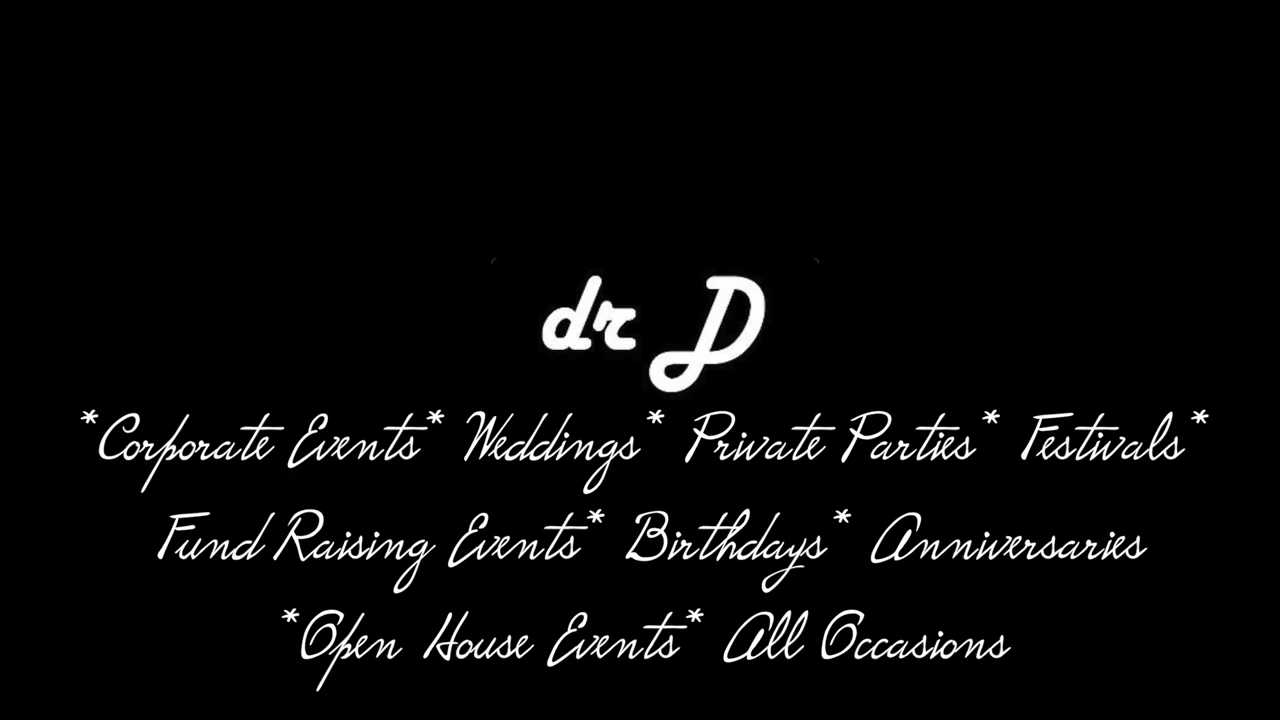 dr D
*Corporate Events* Weddings* Private Parties* Festivals*
Fund Raising Events* Birthdays* Anniversaries
*Open House Events* All Occasions